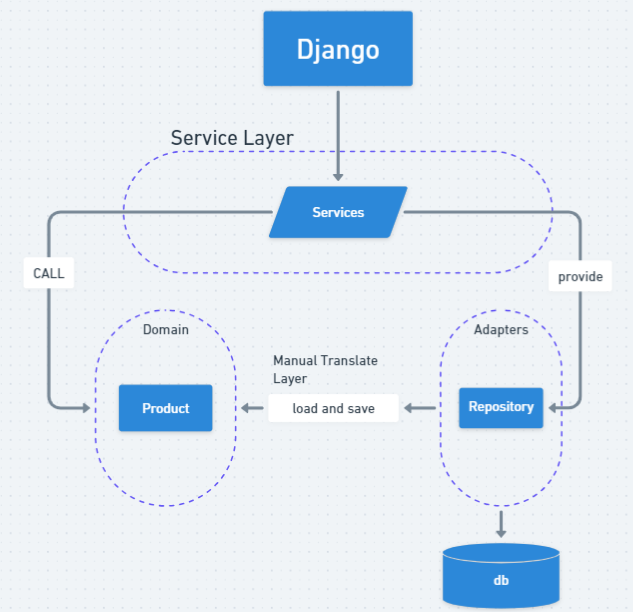 Django
Service Layer
Services
CALL
provide
Domain
Adapters
Manual Translate
Layer
Product
load and save
Repository
db